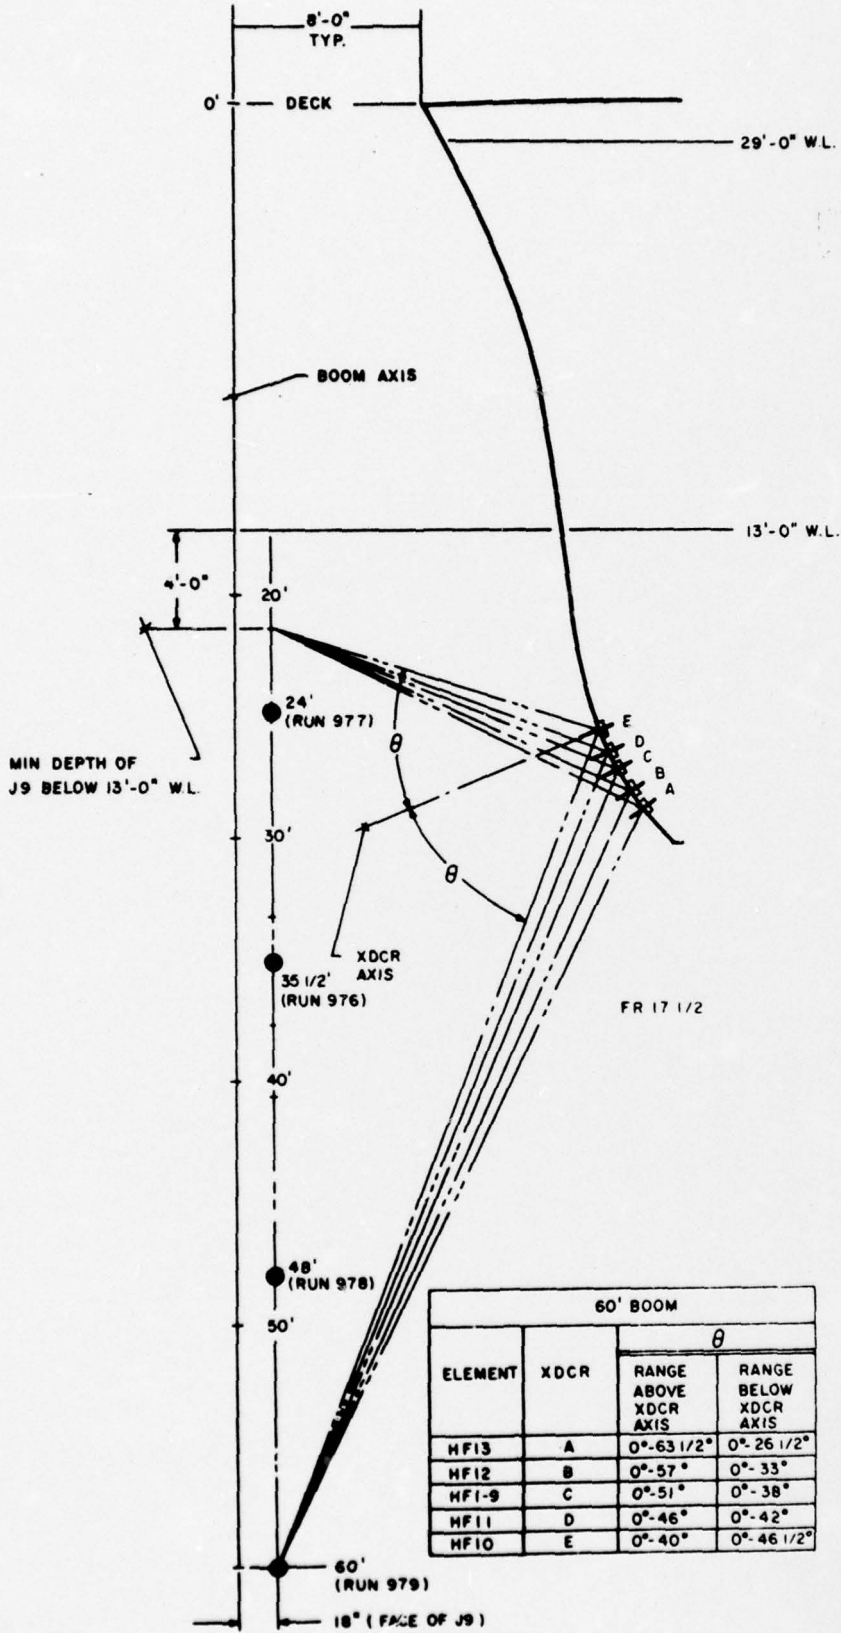 8'-0"
TYP.
0'
DECK
29'-0" W.L.
BOOM AXIS
13'-0" W.L.
4'-0"
20'
24'
(RUN 977)
MIN DEPTH OF
J9 BELOW 13'-0" W.L.
E
D
C
B
A
θ
30'
θ
XDCR
AXIS
35 1/2'
(RUN 976)
FR 17 1/2
40'
48'
(RUN 978)
50'
60' BOOM
θ
ELEMENT XDCR RANGE ABOVE XDCR AXIS RANGE BELOW XDCR AXIS
HF13 A 0°-63 1/2° 0°-26 1/2°
HF12 B 0°-57° 0°-33°
HF1-9 C 0°-51° 0°-38°
HF11 D 0°-46° 0°-42°
HF10 E 0°-40° 0°-46 1/2°
60'
(RUN 979)
18" (FACE OF J9)